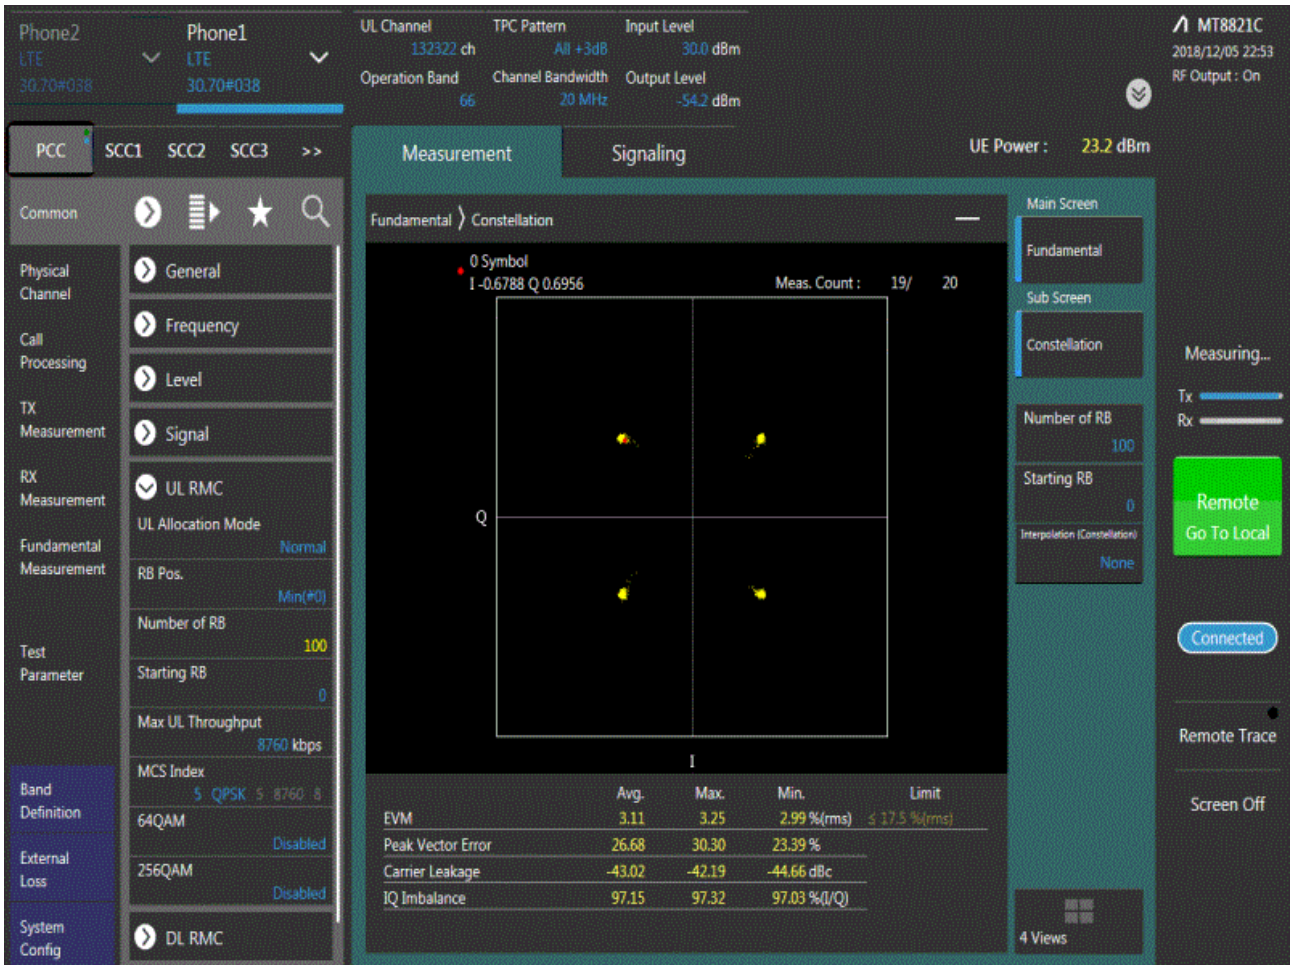 Phone2
LTE
30.70#038
Phone1
LTE
30.70#038
UL Channel
132322 ch
TPC Pattern
All +3dB
Input Level
30.0 dBm
Operation Band
66
Channel Bandwidth
20 MHz
Output Level
-54.2 dBm
MT8821C
2018/12/05 22:53
RF Output : On
PCC SCC1 SCC2 SCC3 >>
Measurement
Signaling
UE Power : 23.2 dBm
Common
Physical
Channel
Call
Processing
TX
Measurement
RX
Measurement
Fundamental
Measurement
Test
Parameter
Band
Definition
External
Loss
System
Config
General
Frequency
Level
Signal
UL RMC
UL Allocation Mode
Normal
RB Pos.
Min(#0)
Number of RB
100
Starting RB
0
Max UL Throughput
8760 kbps
MCS Index
5 QPSK 5 8760 8
64QAM
Disabled
256QAM
Disabled
DL RMC
Fundamental 〉 Constellation
0 Symbol
I -0.6788 Q 0.6956
Meas. Count : 19/ 20
Q
I
Avg. Max. Min. Limit
EVM 3.11 3.25 2.99 %(rms) ≤ 17.5 %(rms)
Peak Vector Error 26.68 30.30 23.39 %
Carrier Leakage -43.02 -42.19 -44.66 dBc
IQ Imbalance 97.15 97.32 97.03 %(I/Q)
Main Screen
Fundamental
Sub Screen
Constellation
Number of RB
100
Starting RB
0
Interpolation (Constellation)
None
4 Views
Measuring...
Tx
Rx
Remote
Go To Local
Connected
Remote Trace
Screen Off